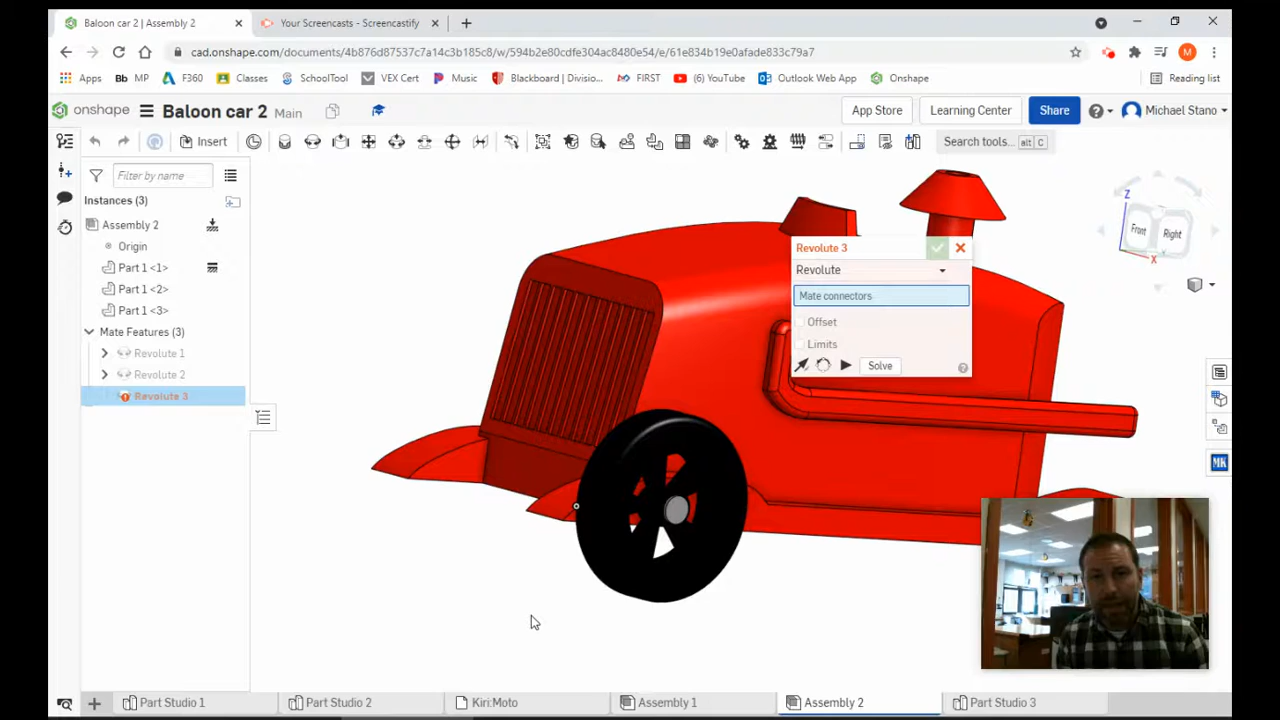 Baloon car 2 | Assembly 2
Your Screencasts - Screencastify
cad.onshape.com/documents/4b876d87537c7a14c3b185c8/w/594b2e80cdfe304ac8480e54/e/61e834b19e0afade833c79a7
M
Apps
Bb MP
F360
Classes
SchoolTool
VEX Cert
Music
Blackboard | Divisio...
FIRST
(6) YouTube
Outlook Web App
Onshape
Reading list
onshape
Baloon car 2 Main
App Store
Learning Center
Share
Michael Stano
Insert
Search tools... alt C
Filter by name
Instances (3)
Assembly 2
Origin
Part 1 <1>
Part 1 <2>
Part 1 <3>
Mate Features (3)
Revolute 1
Revolute 2
Revolute 3
Revolute 3
Revolute
Mate connectors
Offset
Limits
Solve
Z
Front
Right
X
MK
Part Studio 1
Part Studio 2
Kiri:Moto
Assembly 1
Assembly 2
Part Studio 3